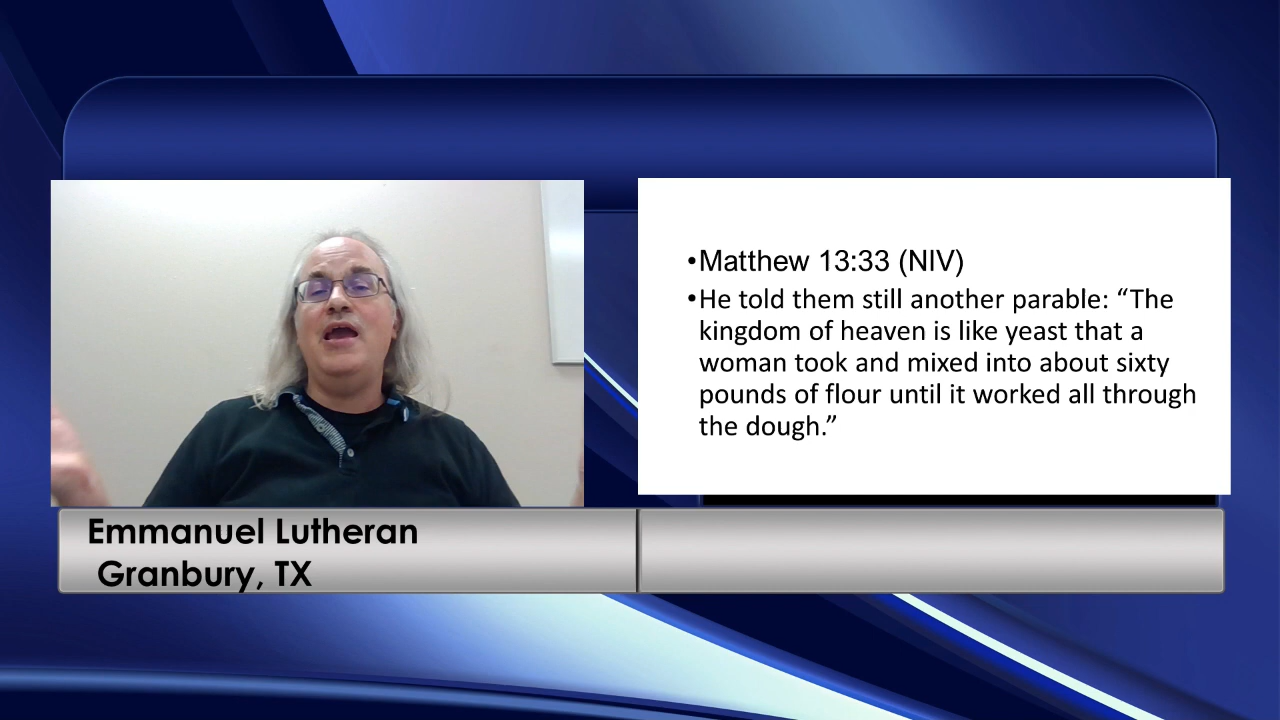 •Matthew 13:33 (NIV)
•He told them still another parable: “The
kingdom of heaven is like yeast that a
woman took and mixed into about sixty
pounds of flour until it worked all through
the dough.”
Emmanuel Lutheran
Granbury, TX